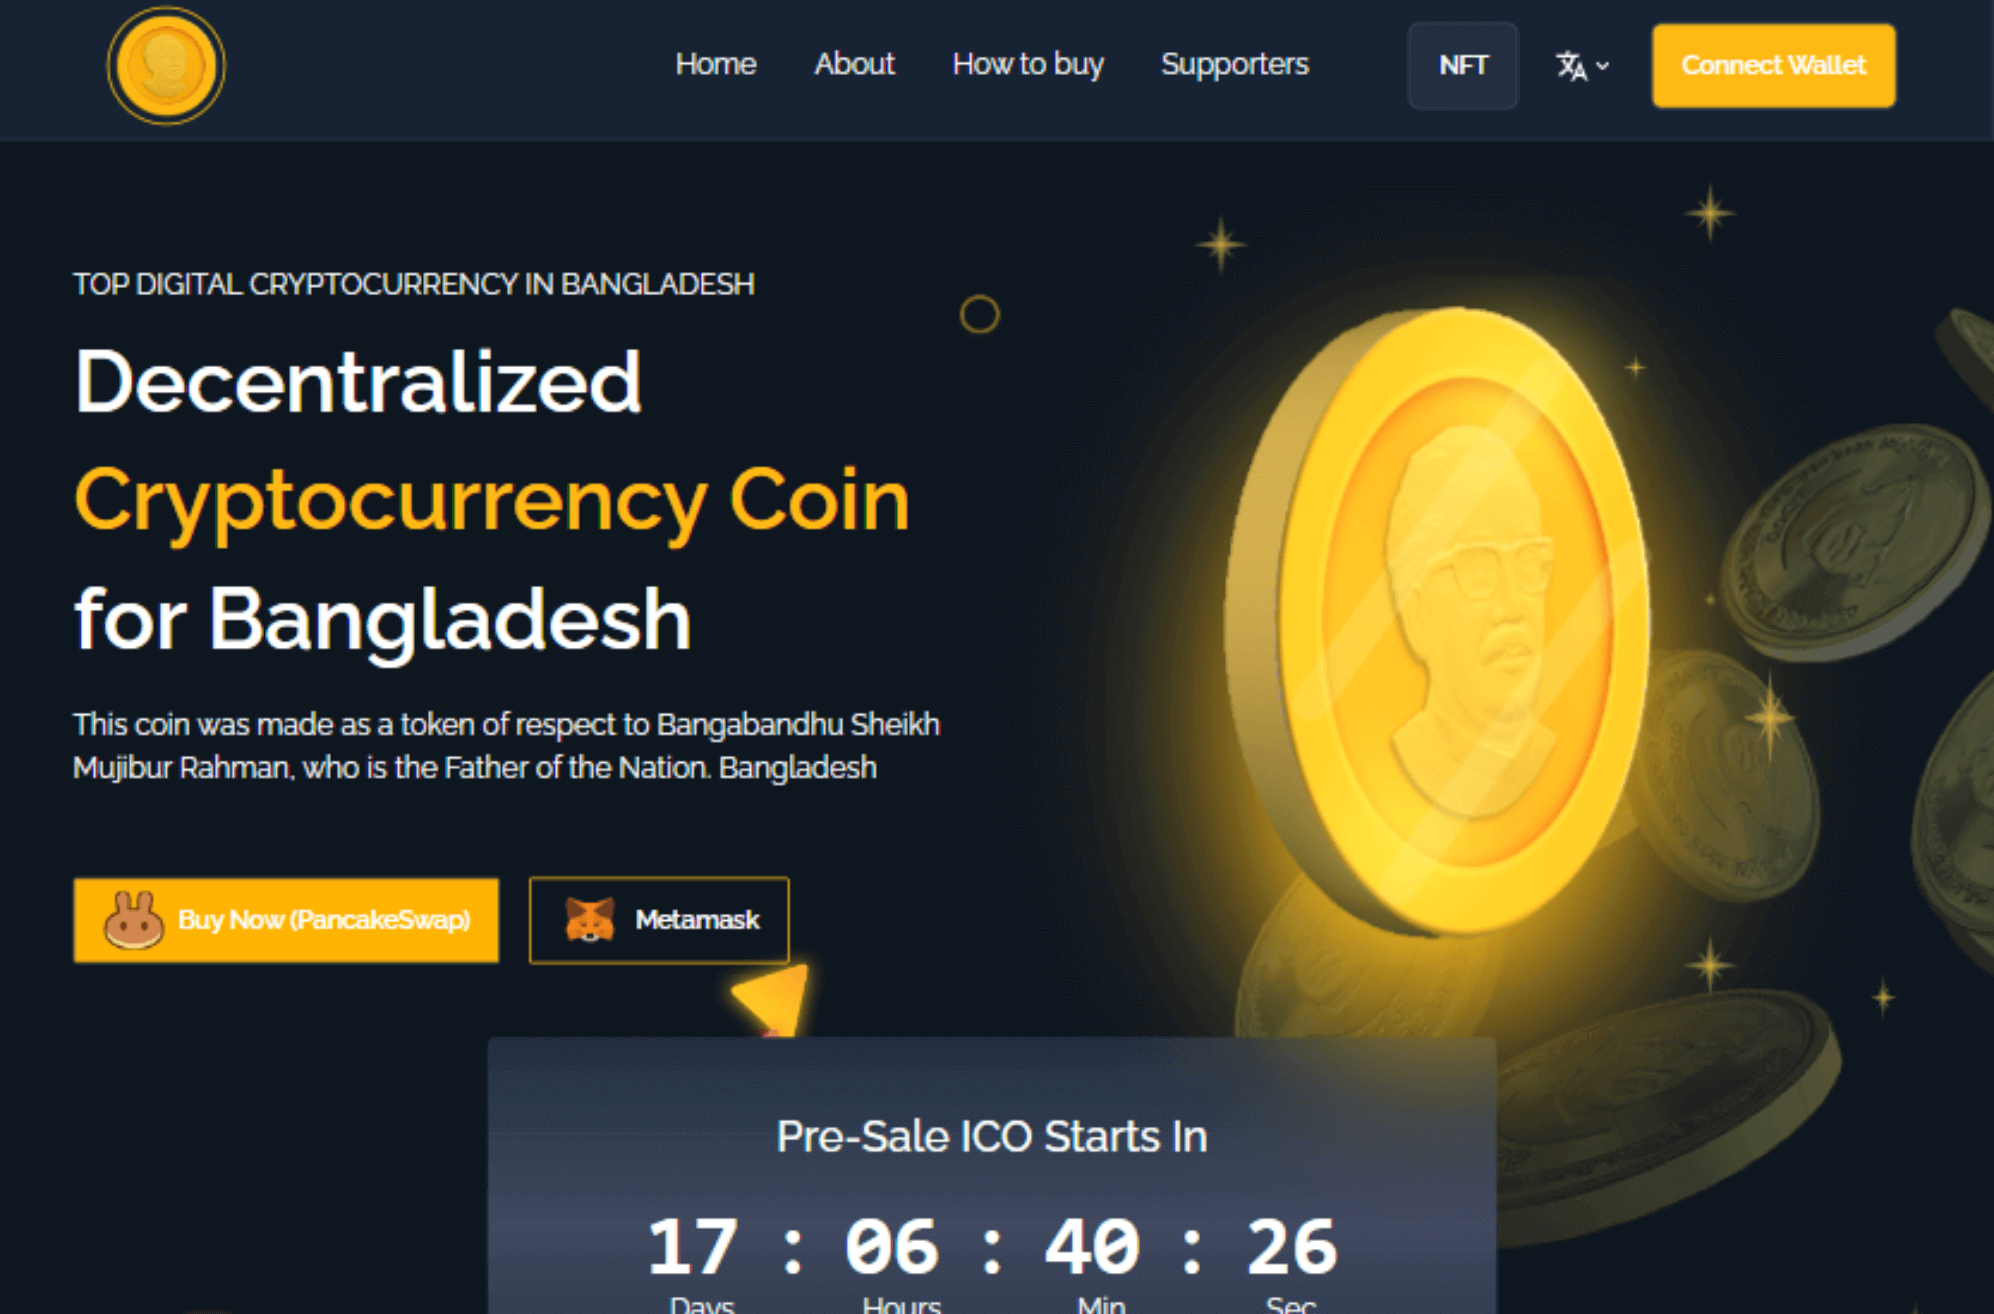 Home About How to buy Supporters NFT Connect Wallet
TOP DIGITAL CRYPTOCURRENCY IN BANGLADESH
Decentralized
Cryptocurrency Coin
for Bangladesh
This coin was made as a token of respect to Bangabandhu Sheikh
Mujibur Rahman, who is the Father of the Nation. Bangladesh
Buy Now (PancakeSwap) Metamask
Pre-Sale ICO Starts In
17 : 06 : 40 : 26
Days Hours Min Sec